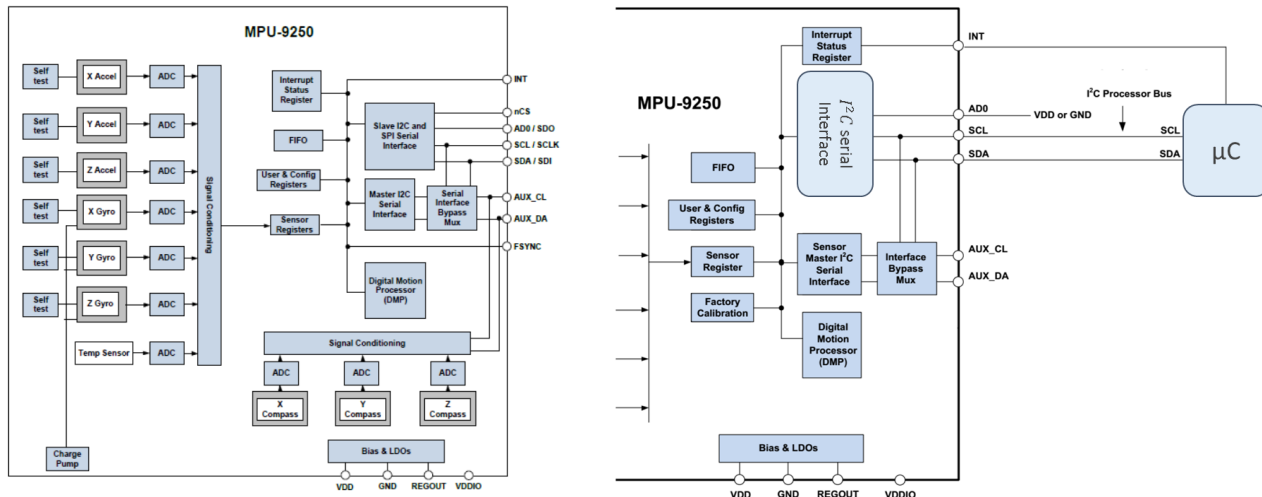 MPU-9250
Self
test
X Accel
ADC
Self
test
Y Accel
ADC
Self
test
Z Accel
ADC
Self
test
X Gyro
ADC
Self
test
Y Gyro
ADC
Self
test
Z Gyro
ADC
Temp Sensor
ADC
Signal Conditioning
Charge
Pump
Interrupt
Status
Register
FIFO
User & Config
Registers
Sensor
Registers
Slave I2C and
SPI Serial
Interface
Master I2C
Serial
Interface
Serial
Interface
Bypass
Mux
Digital Motion
Processor
(DMP)
Signal Conditioning
ADC
ADC
ADC
X
Compass
Y
Compass
Z
Compass
Bias & LDOs
VDD
GND
REGOUT
VDDIO
INT
nCS
AD0 / SDO
SCL / SCLK
SDA / SDI
AUX_CL
AUX_DA
FSYNC
MPU-9250
Interrupt
Status
Register
I²C serial
Interface
FIFO
User & Config
Registers
Sensor
Register
Factory
Calibration
Sensor
Master I²C
Serial
Interface
Interface
Bypass
Mux
Digital
Motion
Processor
(DMP)
Bias & LDOs
VDD
GND
REGOUT
VDDIO
INT
AD0
VDD or GND
SCL
SDA
AUX_CL
AUX_DA
I²C Processor Bus
SCL
SDA
µC